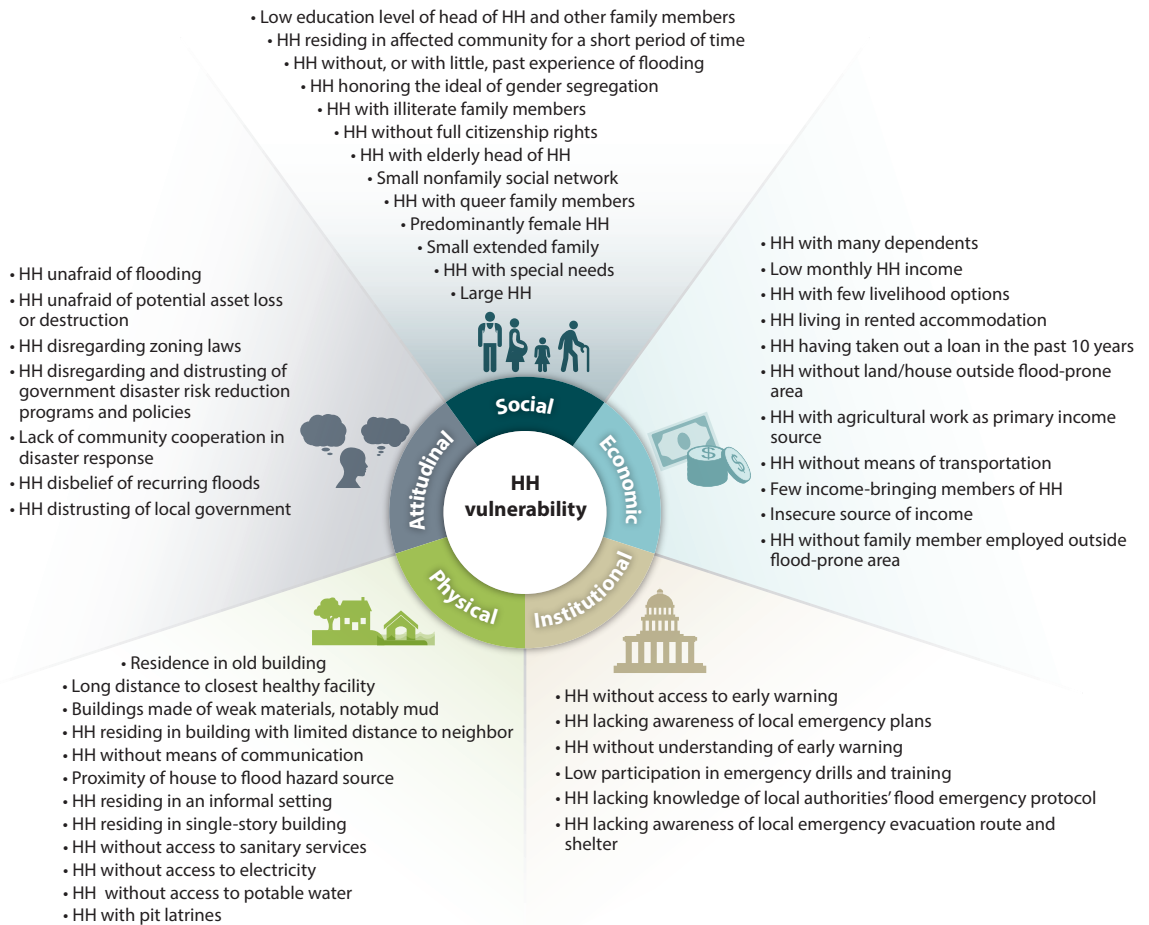 • Low education level of head of HH and other family members
• HH residing in affected community for a short period of time
• HH without, or with little, past experience of flooding
• HH honoring the ideal of gender segregation
• HH with illiterate family members
• HH without full citizenship rights
• HH with elderly head of HH
• Small nonfamily social network
• HH with queer family members
• Predominantly female HH
• Small extended family
• HH with special needs
• Large HH
Social
• HH unafraid of flooding
• HH unafraid of potential asset loss
or destruction
• HH disregarding zoning laws
• HH disregarding and distrusting of
government disaster risk reduction
programs and policies
• Lack of community cooperation in
disaster response
• HH disbelief of recurring floods
• HH distrusting of local government
Attitudinal
HH
vulnerability
Economic
$
$
• HH with many dependents
• Low monthly HH income
• HH with few livelihood options
• HH living in rented accommodation
• HH having taken out a loan in the past 10 years
• HH without land/house outside flood-prone
area
• HH with agricultural work as primary income
source
• HH without means of transportation
• Few income-bringing members of HH
• Insecure source of income
• HH without family member employed outside
flood-prone area
Physical
• Residence in old building
• Long distance to closest healthy facility
• Buildings made of weak materials, notably mud
• HH residing in building with limited distance to neighbor
• HH without means of communication
• Proximity of house to flood hazard source
• HH residing in an informal setting
• HH residing in single-story building
• HH without access to sanitary services
• HH without access to electricity
• HH without access to potable water
• HH with pit latrines
Institutional
• HH without access to early warning
• HH lacking awareness of local emergency plans
• HH without understanding of early warning
• Low participation in emergency drills and training
• HH lacking knowledge of local authorities’ flood emergency protocol
• HH lacking awareness of local emergency evacuation route and
shelter